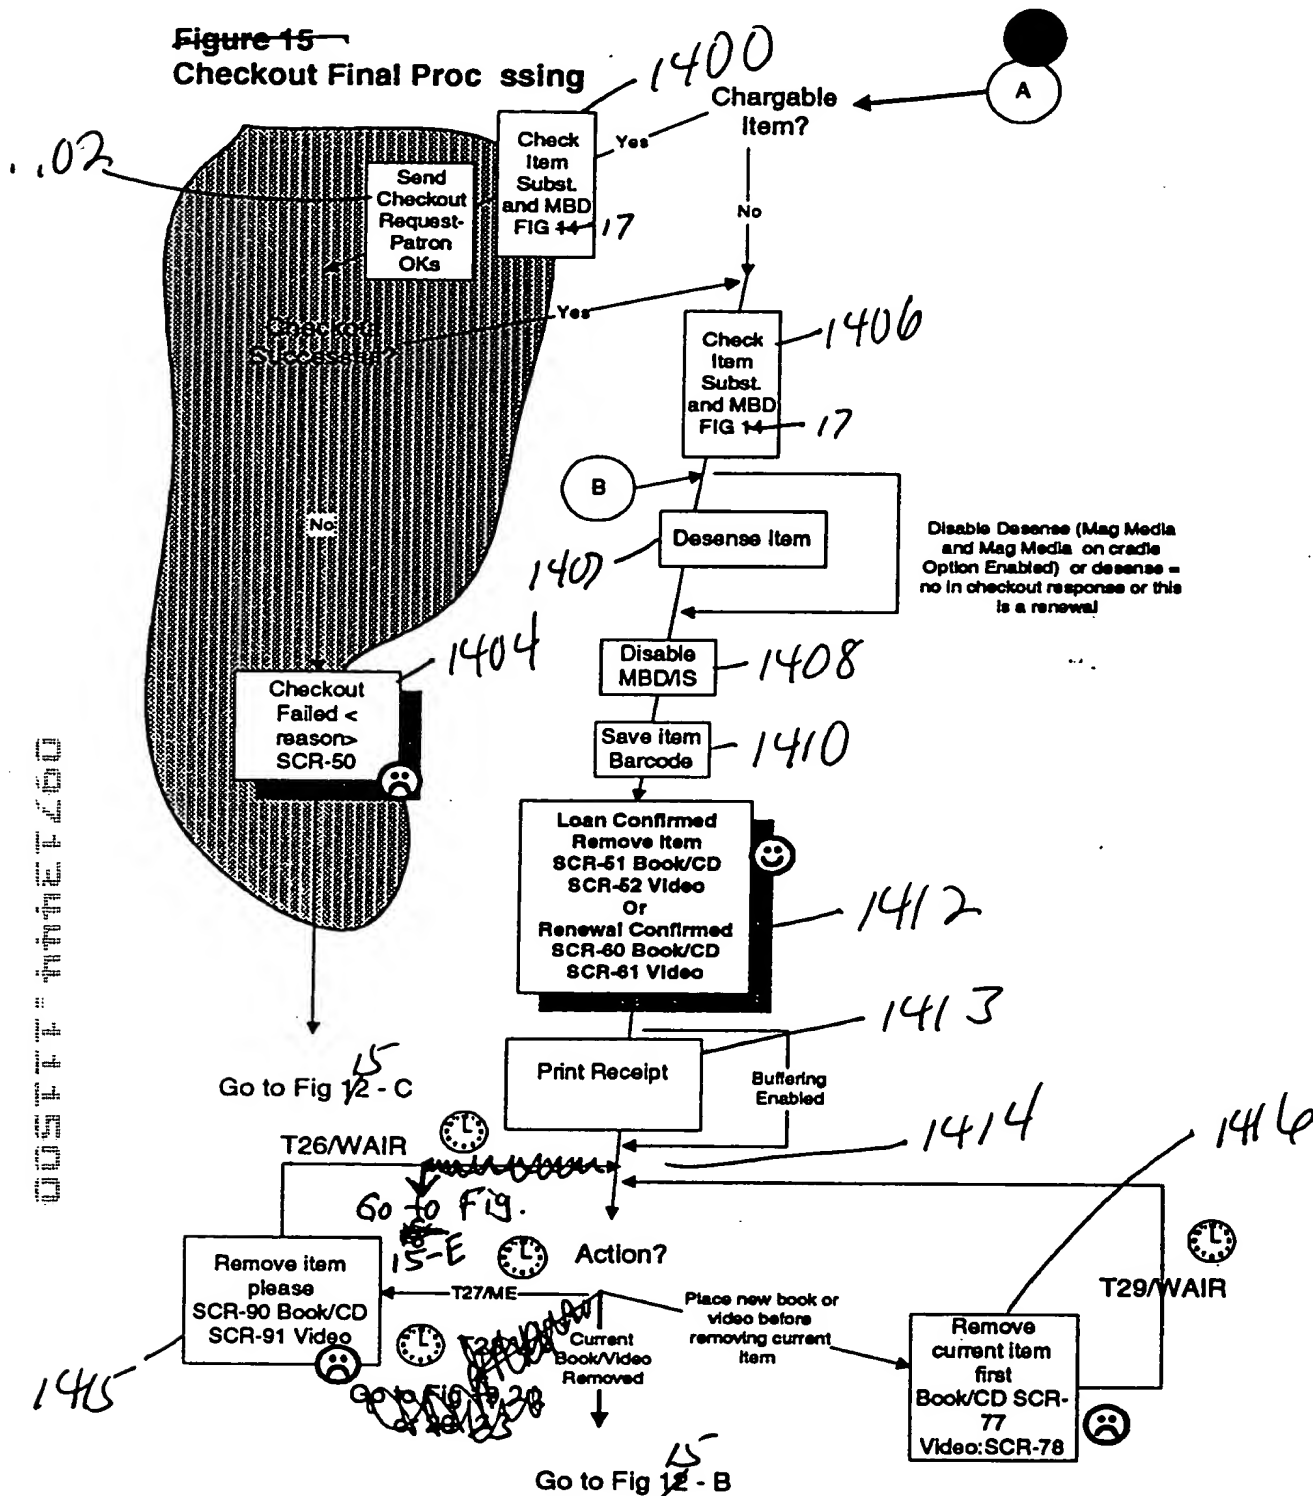 Figure 15
Checkout Final Proc ssing
1400
Chargable
Item?
A
Yes
Check
Item
Subst.
and MBD
FIG 14 17
..02
Send
Checkout
Request-
Patron
OKs
No
Checkout
Successful?
Yes
Check
Item
Subst.
and MBD
FIG 14 17
1406
B
Desense Item
1407
Disable Desense (Mag Media
and Mag Media on cradle
Option Enabled) or desense =
no in checkout response or this
is a renewal
No
1404
Checkout
Failed <
reason>
SCR-50
Disable
MBD/IS
1408
Save item
Barcode
1410
Loan Confirmed
Remove Item
SCR-51 Book/CD
SCR-52 Video
Or
Renewal Confirmed
SCR-60 Book/CD
SCR-61 Video
1412
1413
Print Receipt
Buffering
Enabled
15
Go to Fig 12 - C
T26/WAIR
1414
1416
Go to Fig.
15-E
Action?
Remove item
please
SCR-90 Book/CD
SCR-91 Video
1415
T27/ME
Current
Book/Video
Removed
Place new book or
video before
removing current
item
T29/WAIR
Remove
current item
first
Book/CD SCR-
77
Video:SCR-78
15
Go to Fig 12 - B